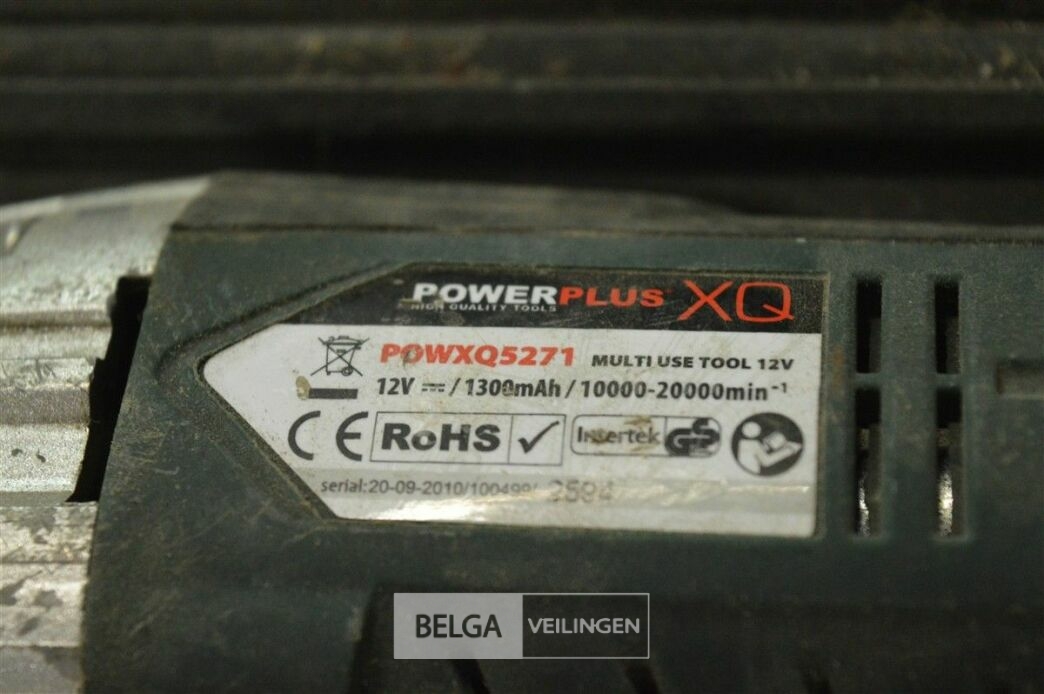 POWERPLUS XQ
HIGH QUALITY TOOLS
POWXQ5271 MULTI USE TOOL 12V
12V ⎓ / 1300mAh / 10000-20000min⁻¹
CE RoHS ✓ Intertek GS
serial:20-09-2010/100499/
BELGA VEILINGEN